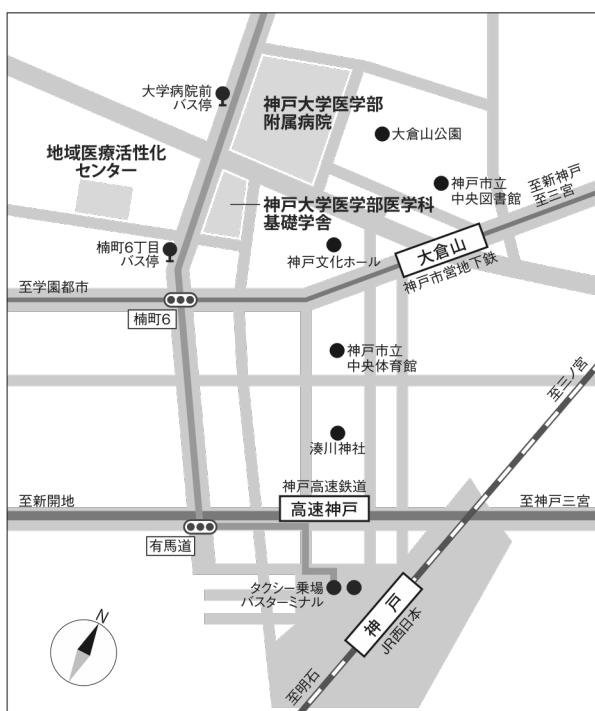 大学病院前
バス停
神戸大学医学部
附属病院
大倉山公園
地域医療活性化
センター
神戸市立
中央図書館
至新神戸
至三宮
神戸大学医学部医学科
基礎学舎
楠町6丁目
バス停
神戸文化ホール
大倉山
神戸市営地下鉄
至学園都市
楠町6
神戸市立
中央体育館
至三ノ宮
湊川神社
神戸高速鉄道
至新開地
高速神戸
至神戸三宮
有馬道
タクシー乗場
バスターミナル
神戸
JR西日本
N
至明石